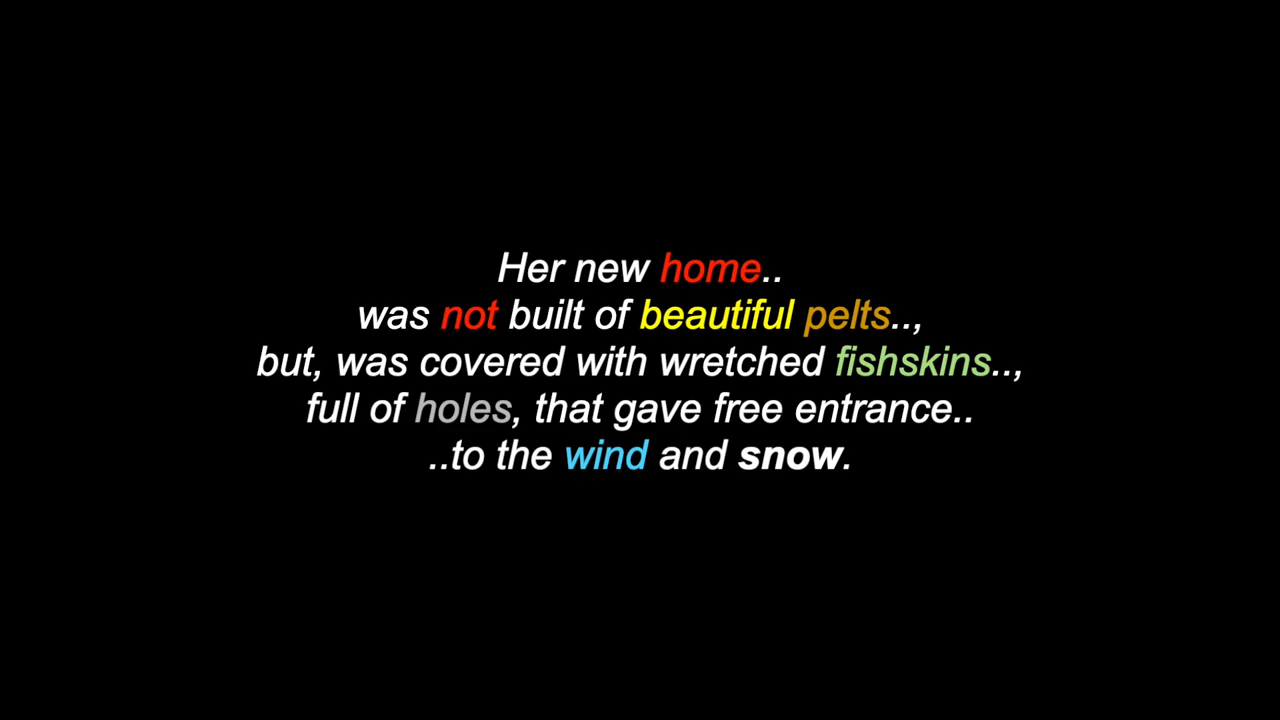 Her new home..
was not built of beautiful pelts..,
but, was covered with wretched fishskins..,
full of holes, that gave free entrance..
..to the wind and snow.